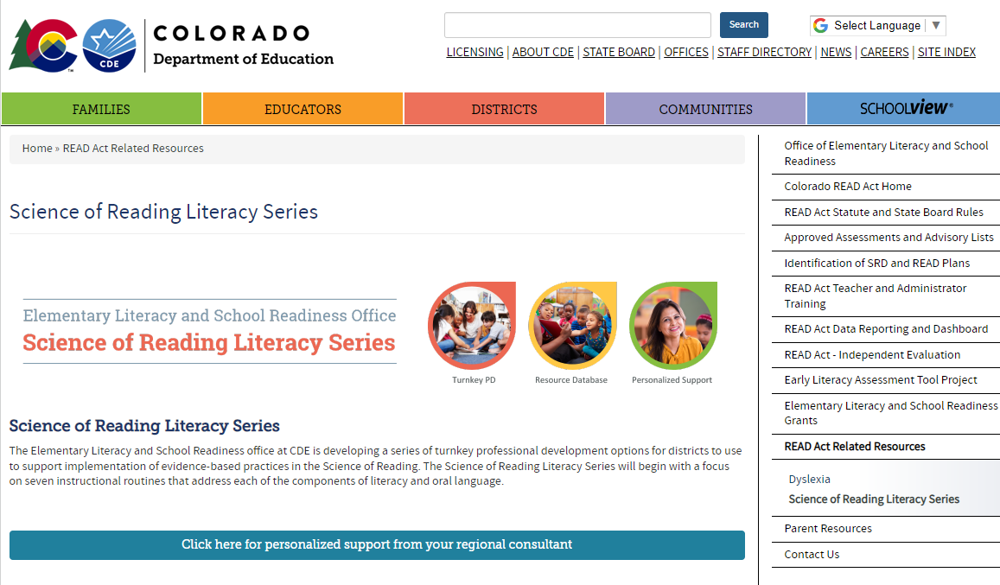 COLORADO
Department of Education
CDE
TM
Search
Select Language ▼
LICENSING | ABOUT CDE | STATE BOARD | OFFICES | STAFF DIRECTORY | NEWS | CAREERS | SITE INDEX
FAMILIES
EDUCATORS
DISTRICTS
COMMUNITIES
SCHOOLVIEW®
Home » READ Act Related Resources
Science of Reading Literacy Series
Elementary Literacy and School Readiness Office
Science of Reading Literacy Series
Turnkey PD
Resource Database
Personalized Support
Science of Reading Literacy Series
The Elementary Literacy and School Readiness office at CDE is developing a series of turnkey professional development options for districts to use
to support implementation of evidence-based practices in the Science of Reading. The Science of Reading Literacy Series will begin with a focus
on seven instructional routines that address each of the components of literacy and oral language.
Click here for personalized support from your regional consultant
Office of Elementary Literacy and School
Readiness
Colorado READ Act Home
READ Act Statute and State Board Rules
Approved Assessments and Advisory Lists
Identification of SRD and READ Plans
READ Act Teacher and Administrator
Training
READ Act Data Reporting and Dashboard
READ Act - Independent Evaluation
Early Literacy Assessment Tool Project
Elementary Literacy and School Readiness
Grants
READ Act Related Resources
Dyslexia
Science of Reading Literacy Series
Parent Resources
Contact Us